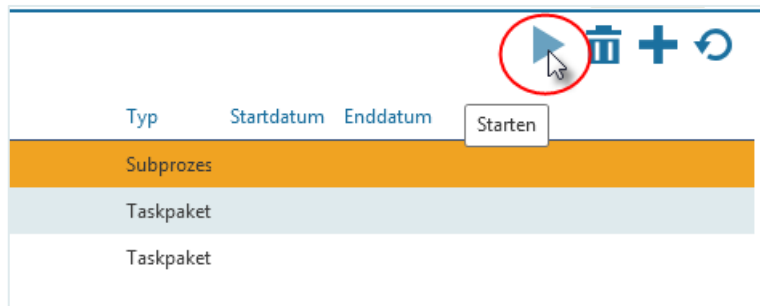 Typ Startdatum Enddatum
Starten
Subprozes
Taskpaket
Taskpaket